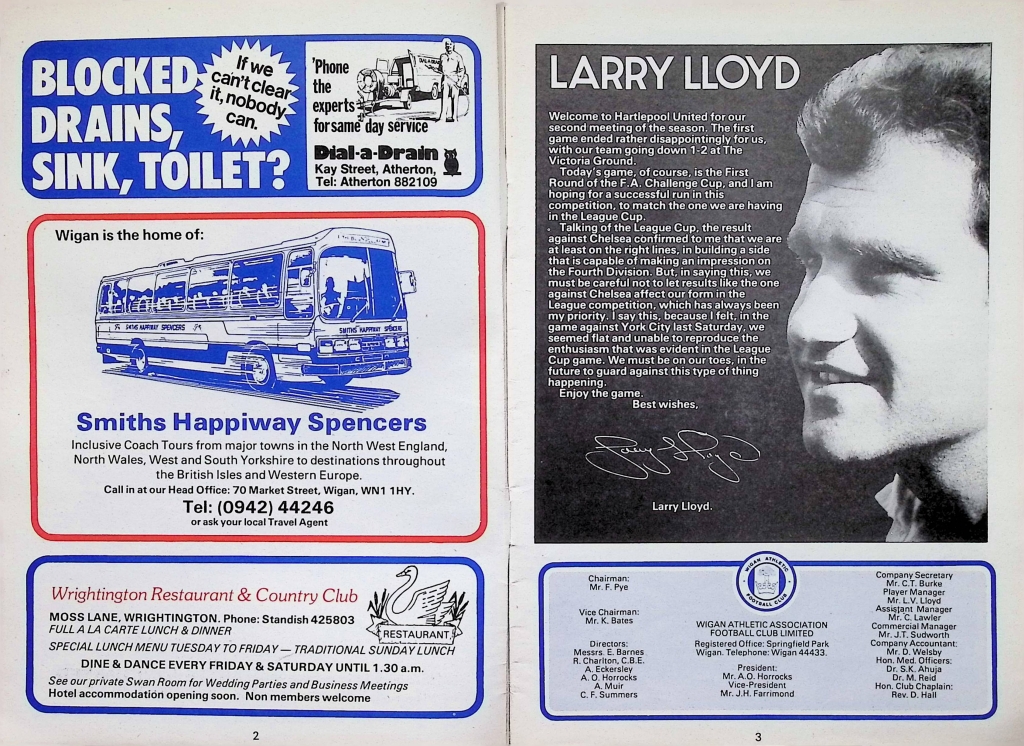 BLOCKED
DRAINS,
SINK, TOILET?
If we
can't clear
it, nobody
can.
'Phone
the
experts
for same day service
Dial-a-Drain
Kay Street, Atherton,
Tel: Atherton 882109
Wigan is the home of:
SMITHS HAPPIWAY SPENCERS
SMITHS HAPPIWAY SPENCERS
Smiths Happiway Spencers
Inclusive Coach Tours from major towns in the North West England,
North Wales, West and South Yorkshire to destinations throughout
the British Isles and Western Europe.
Call in at our Head Office: 70 Market Street, Wigan, WN1 1HY.
Tel: (0942) 44246
or ask your local Travel Agent
Wrightington Restaurant & Country Club
MOSS LANE, WRIGHTINGTON. Phone: Standish 425803
FULL A LA CARTE LUNCH & DINNER
RESTAURANT
SPECIAL LUNCH MENU TUESDAY TO FRIDAY — TRADITIONAL SUNDAY LUNCH
DINE & DANCE EVERY FRIDAY & SATURDAY UNTIL 1.30 a.m.
See our private Swan Room for Wedding Parties and Business Meetings
Hotel accommodation opening soon. Non members welcome
2
LARRY LLOYD
Welcome to Hartlepool United for our
second meeting of the season. The first
game ended rather disappointingly for us,
with our team going down 1-2 at The
Victoria Ground.
Today's game, of course, is the First
Round of the F.A. Challenge Cup, and I am
hoping for a successful run in this
competition, to match the one we are having
in the League Cup.
Talking of the League Cup, the result
against Chelsea confirmed to me that we are
at least on the right lines, in building a side
that is capable of making an impression on
the Fourth Division. But, in saying this, we
must be careful not to let results like the one
against Chelsea affect our form in the
League competition, which has always been
my priority. I say this, because I felt, in the
game against York City last Saturday, we
seemed flat and unable to reproduce the
enthusiasm that was evident in the League
Cup game. We must be on our toes, in the
future to guard against this type of thing
happening.
Enjoy the game.
Best wishes,
Larry Lloyd
Larry Lloyd.
Chairman:
Mr. F. Pye
Vice Chairman:
Mr. K. Bates
Directors:
Messrs. E. Barnes
R. Charlton, C.B.E.
A. Eckersley
A. O. Horrocks
A. Muir
C. F. Summers
WIGAN ATHLETIC
FOOTBALL CLUB
WIGAN ATHLETIC ASSOCIATION
FOOTBALL CLUB LIMITED
Registered Office: Springfield Park
Wigan. Telephone: Wigan 44433.
President:
Mr. A.O. Horrocks
Vice-President
Mr. J.H. Farrimond
Company Secretary
Mr. C.T. Burke
Player Manager
Mr. L.V. Lloyd
Assistant Manager
Mr. C. Lawler
Commercial Manager
Mr. J.T. Sudworth
Company Accountant:
Mr. D. Welsby
Hon. Med. Officers:
Dr. S.K. Ahuja
Dr. M. Reid
Hon. Club Chaplain:
Rev. D. Hall
3